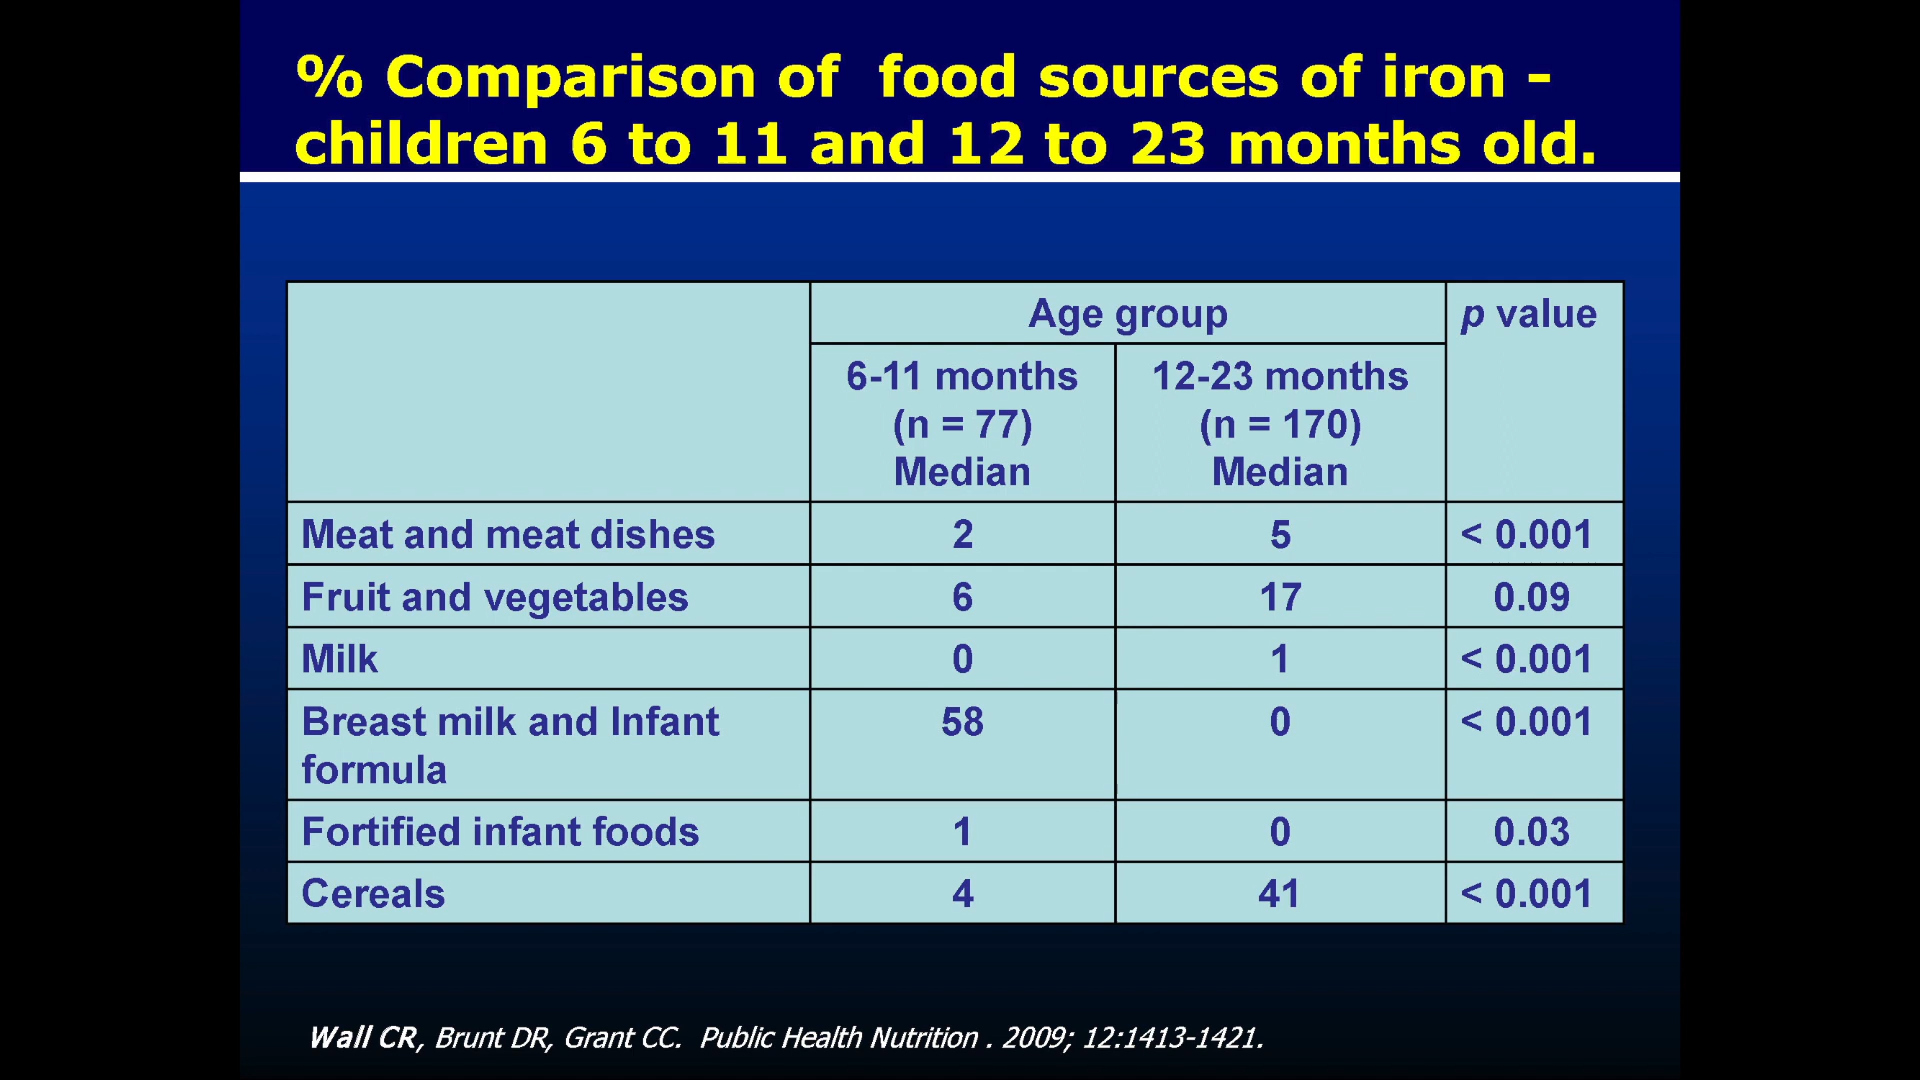 % Comparison of food sources of iron -
children 6 to 11 and 12 to 23 months old.
Age group
p value
6-11 months
(n = 77)
Median
12-23 months
(n = 170)
Median
Meat and meat dishes 2 5 < 0.001
Fruit and vegetables 6 17 0.09
Milk 0 1 < 0.001
Breast milk and Infant
formula
58 0 < 0.001
Fortified infant foods 1 0 0.03
Cereals 4 41 < 0.001
Wall CR, Brunt DR, Grant CC. Public Health Nutrition . 2009; 12:1413-1421.